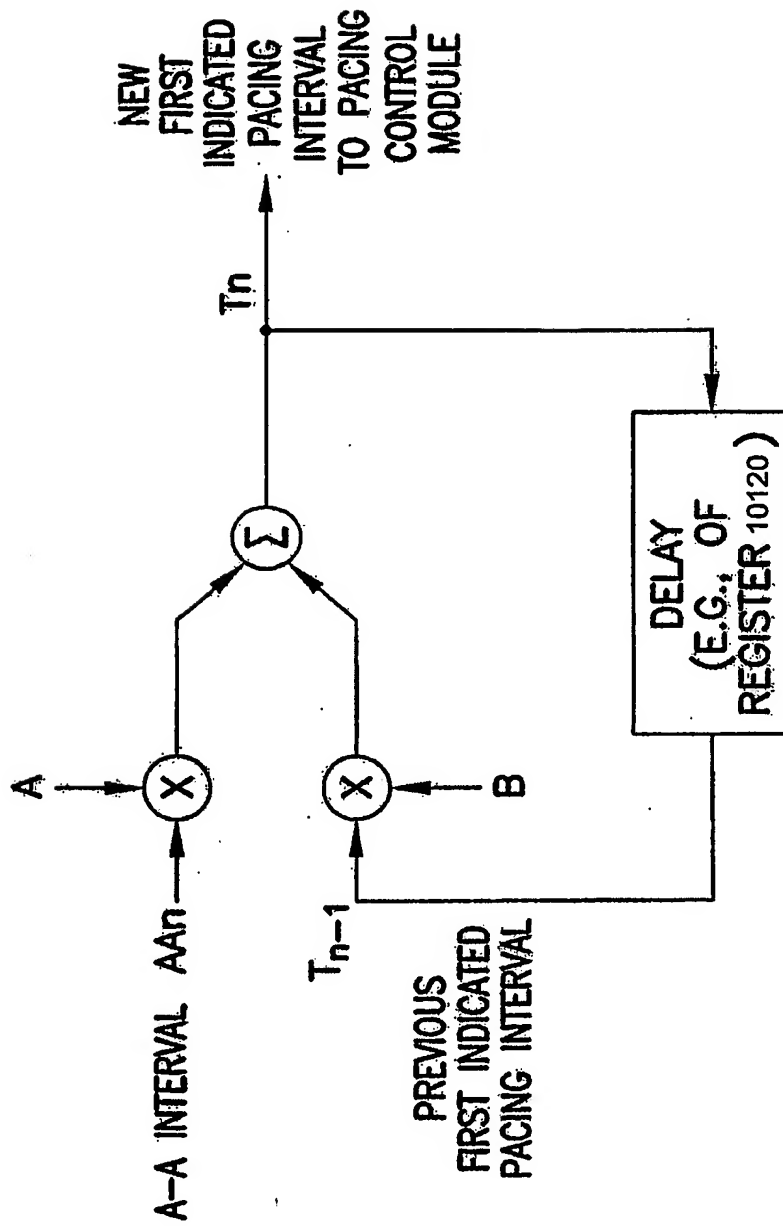 A-A INTERVAL AAn
A
X
Tn-1
PREVIOUS
FIRST INDICATED
PACING INTERVAL
X
B
Σ
Tn
NEW
FIRST
INDICATED
PACING
INTERVAL
TO PACING
CONTROL
MODULE
DELAY
(E.G., OF
REGISTER 10120)